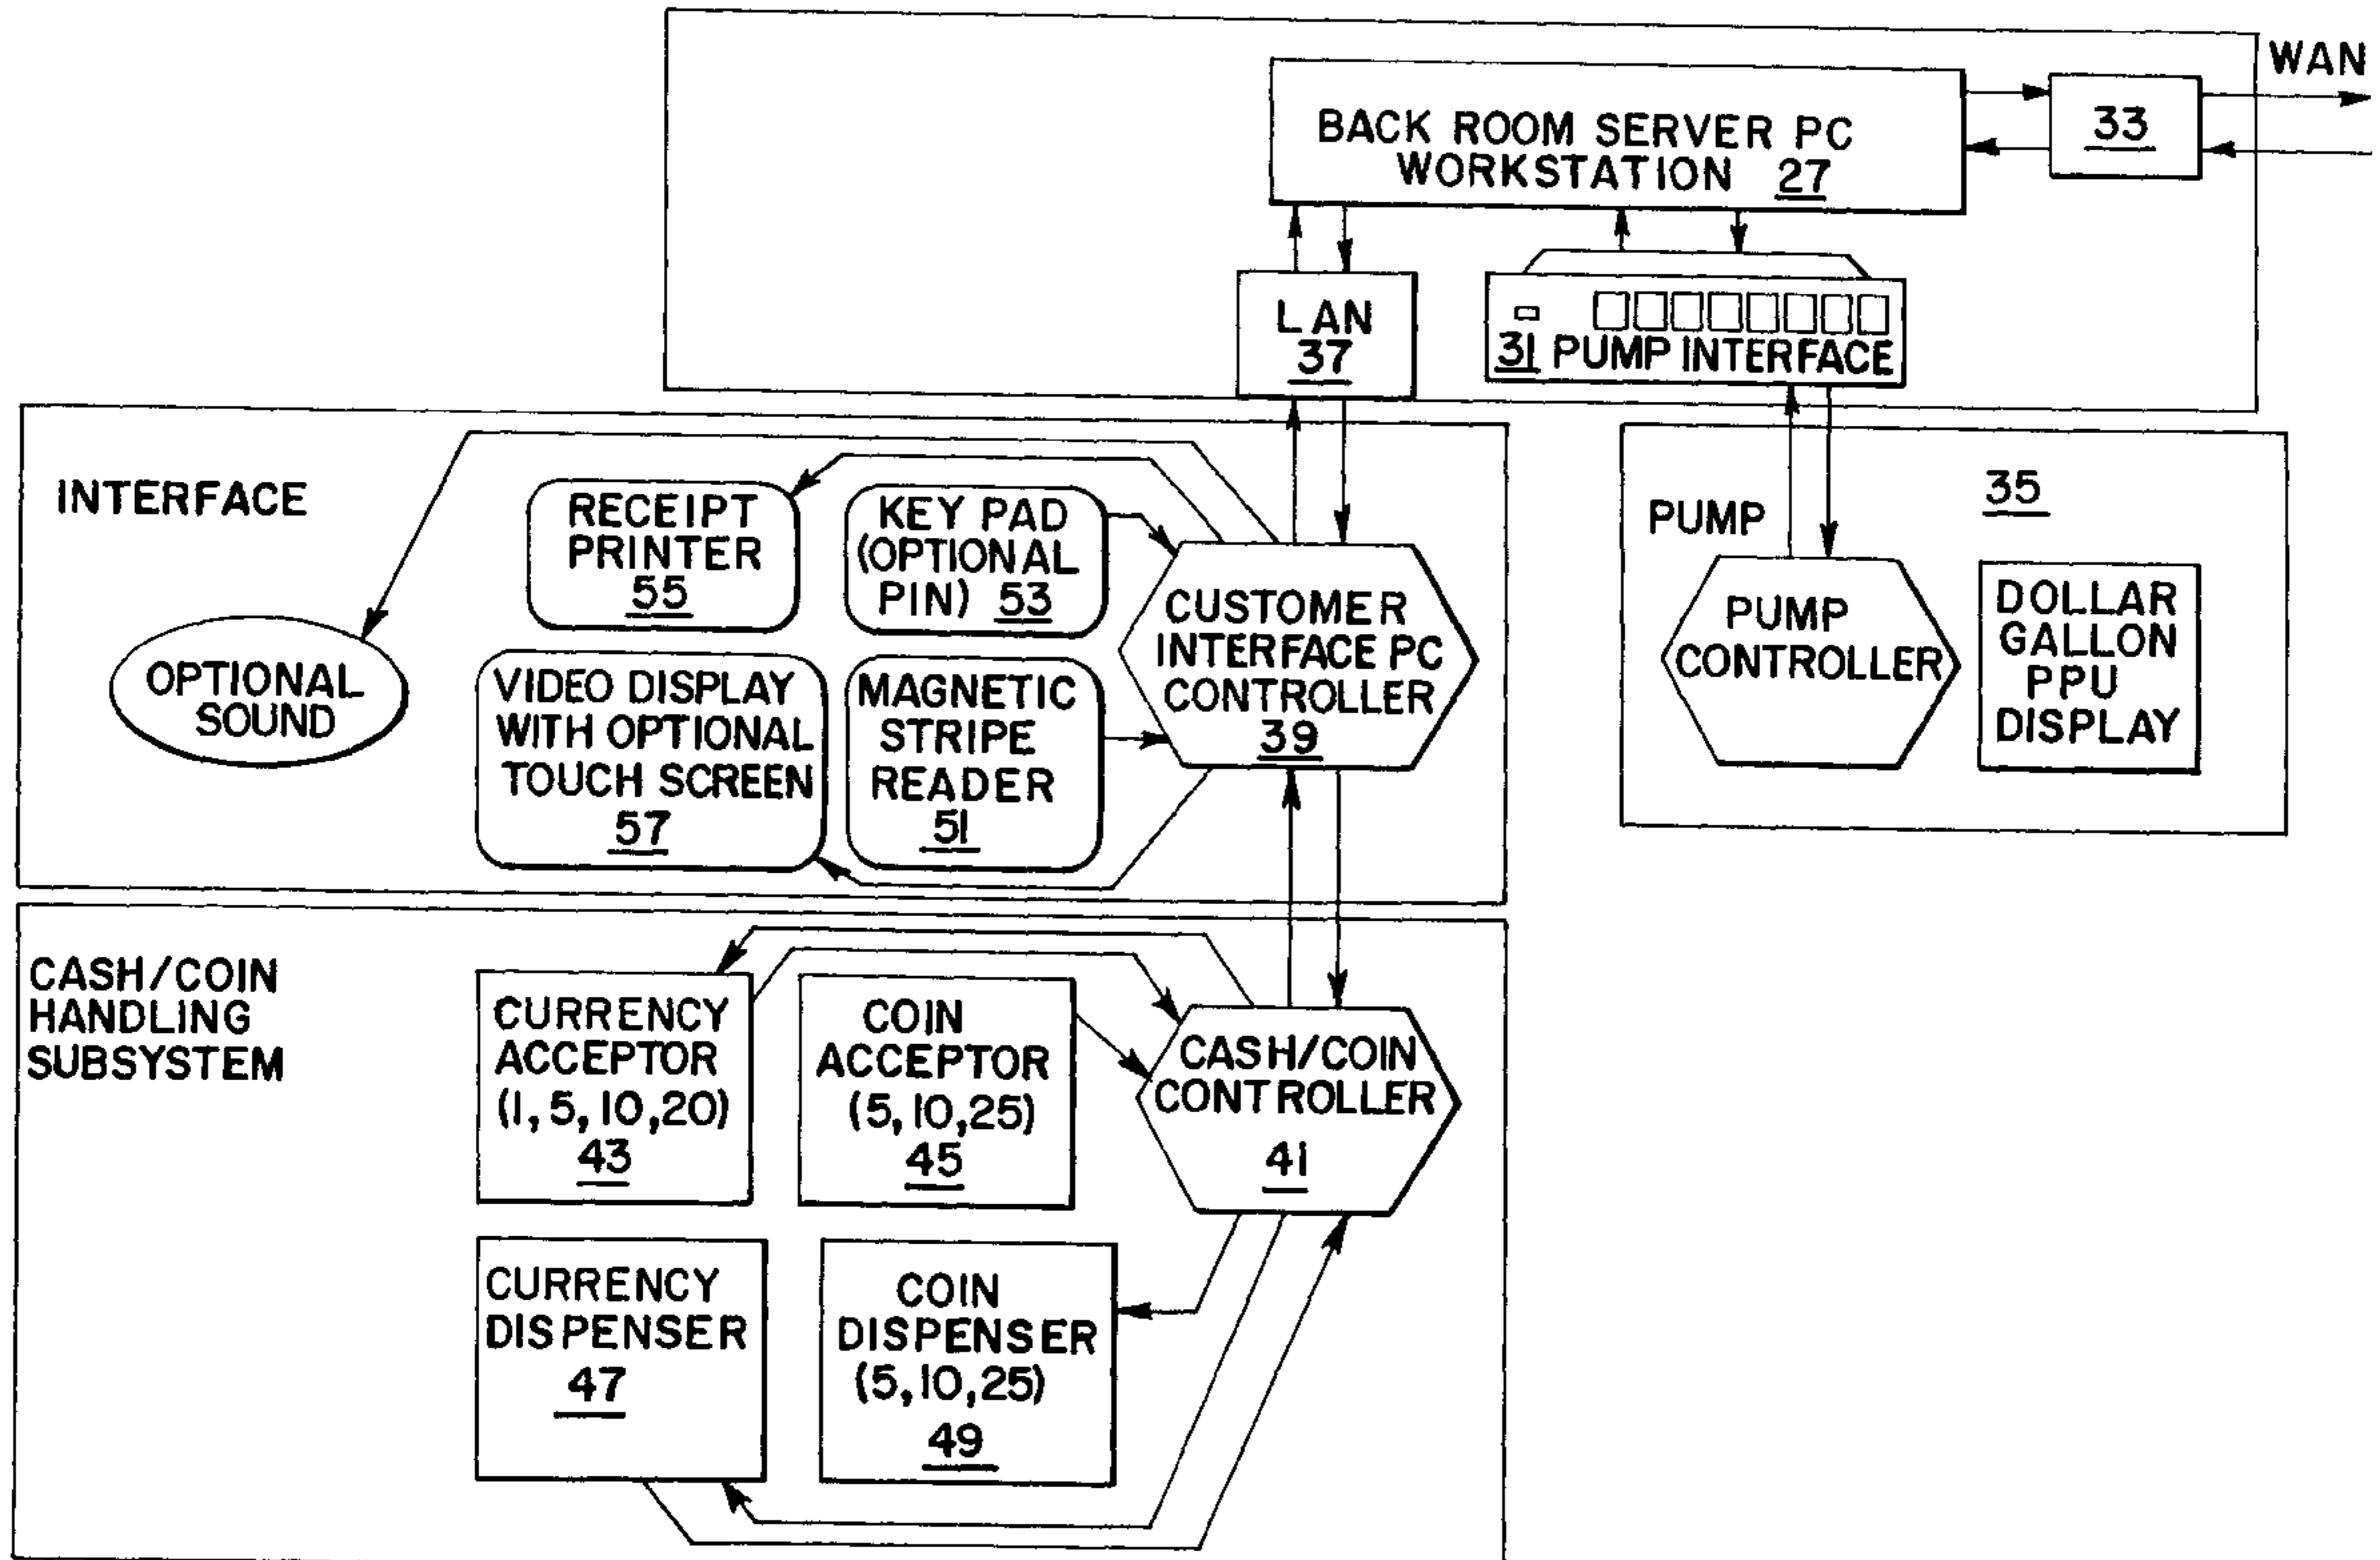 WAN
BACK ROOM SERVER PC
WORKSTATION 27
33
LAN
37
31 PUMP INTERFACE
INTERFACE
RECEIPT
PRINTER
55
KEY PAD
(OPTIONAL
PIN) 53
CUSTOMER
INTERFACE PC
CONTROLLER
39
OPTIONAL
SOUND
VIDEO DISPLAY
WITH OPTIONAL
TOUCH SCREEN
57
MAGNETIC
STRIPE
READER
51
35
PUMP
PUMP
CONTROLLER
DOLLAR
GALLON
PPU
DISPLAY
CASH/COIN
HANDLING
SUBSYSTEM
CURRENCY
ACCEPTOR
(1, 5, 10, 20)
43
COIN
ACCEPTOR
(5, 10, 25)
45
CASH/COIN
CONTROLLER
41
CURRENCY
DISPENSER
47
COIN
DISPENSER
(5, 10, 25)
49